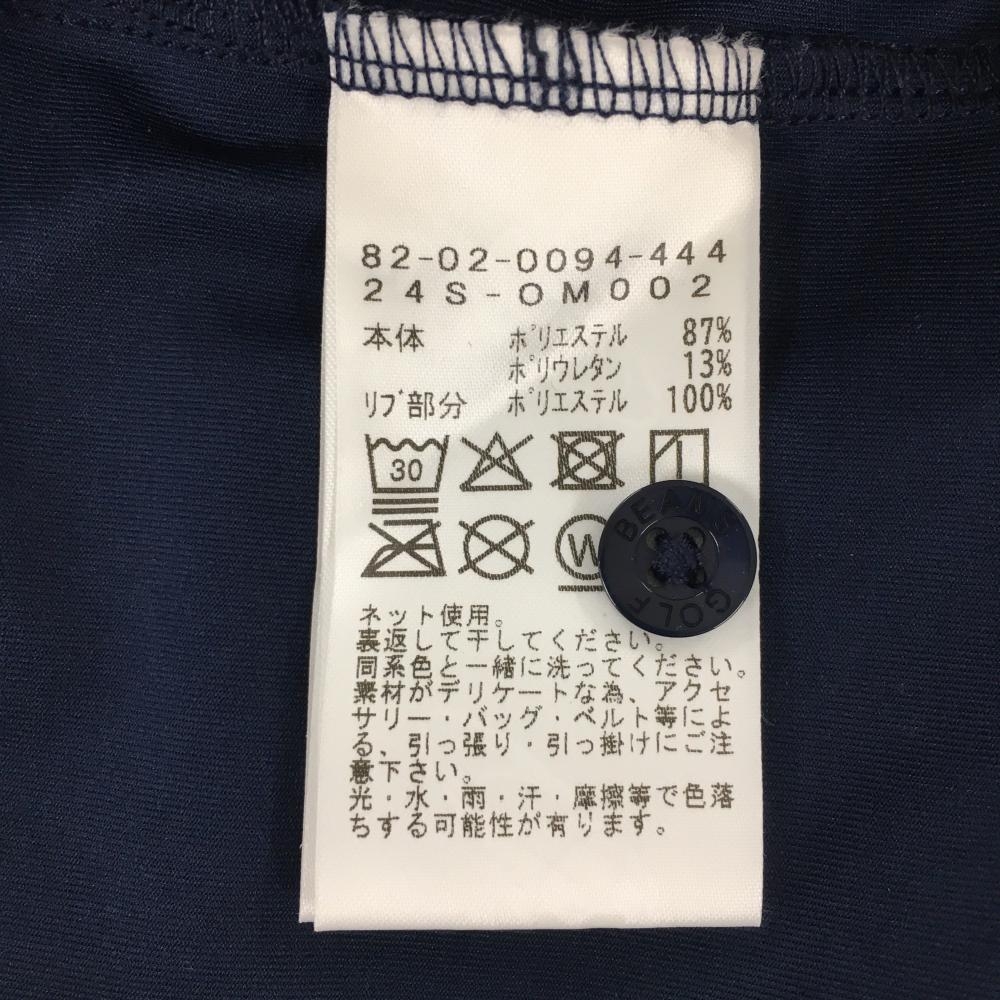 82-02-0094-444
24S-OM002
本体 ポリエステル 87%
ポリウレタン 13%
リブ部分 ポリエステル 100%
30
W
BEAMS
GOLF
ネット使用。
裏返して干してください。
同系色と一緒に洗ってください。
素材がデリケートな為、アクセ
サリー・バッグ・ベルト等によ
る、引っ張り・引っ掛けにご注
意下さい。
光・水・雨・汗・摩擦等で色落
ちする可能性が有ります。